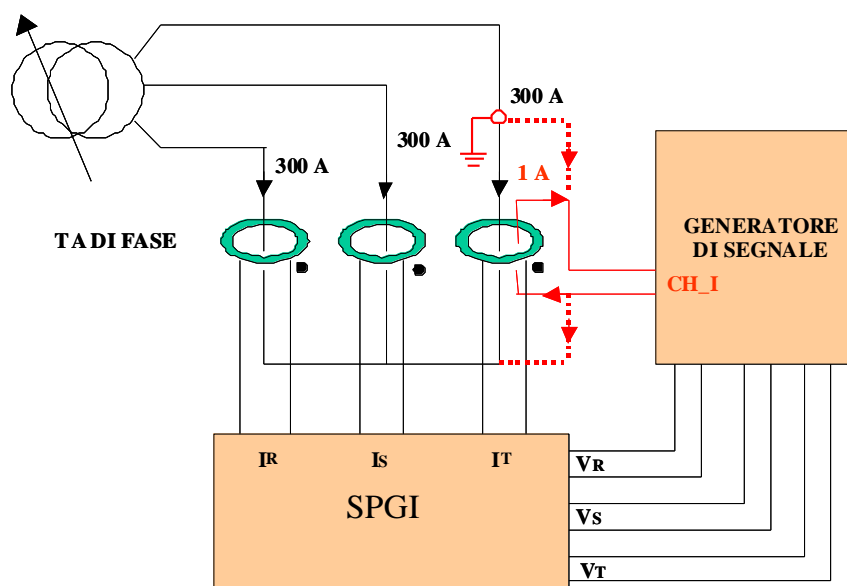 300 A
300 A
300 A
1 A
TA DI FASE
GENERATORE
DI SEGNALE
CH_I
IR
IS
IT
SPGI
VR
VS
VT